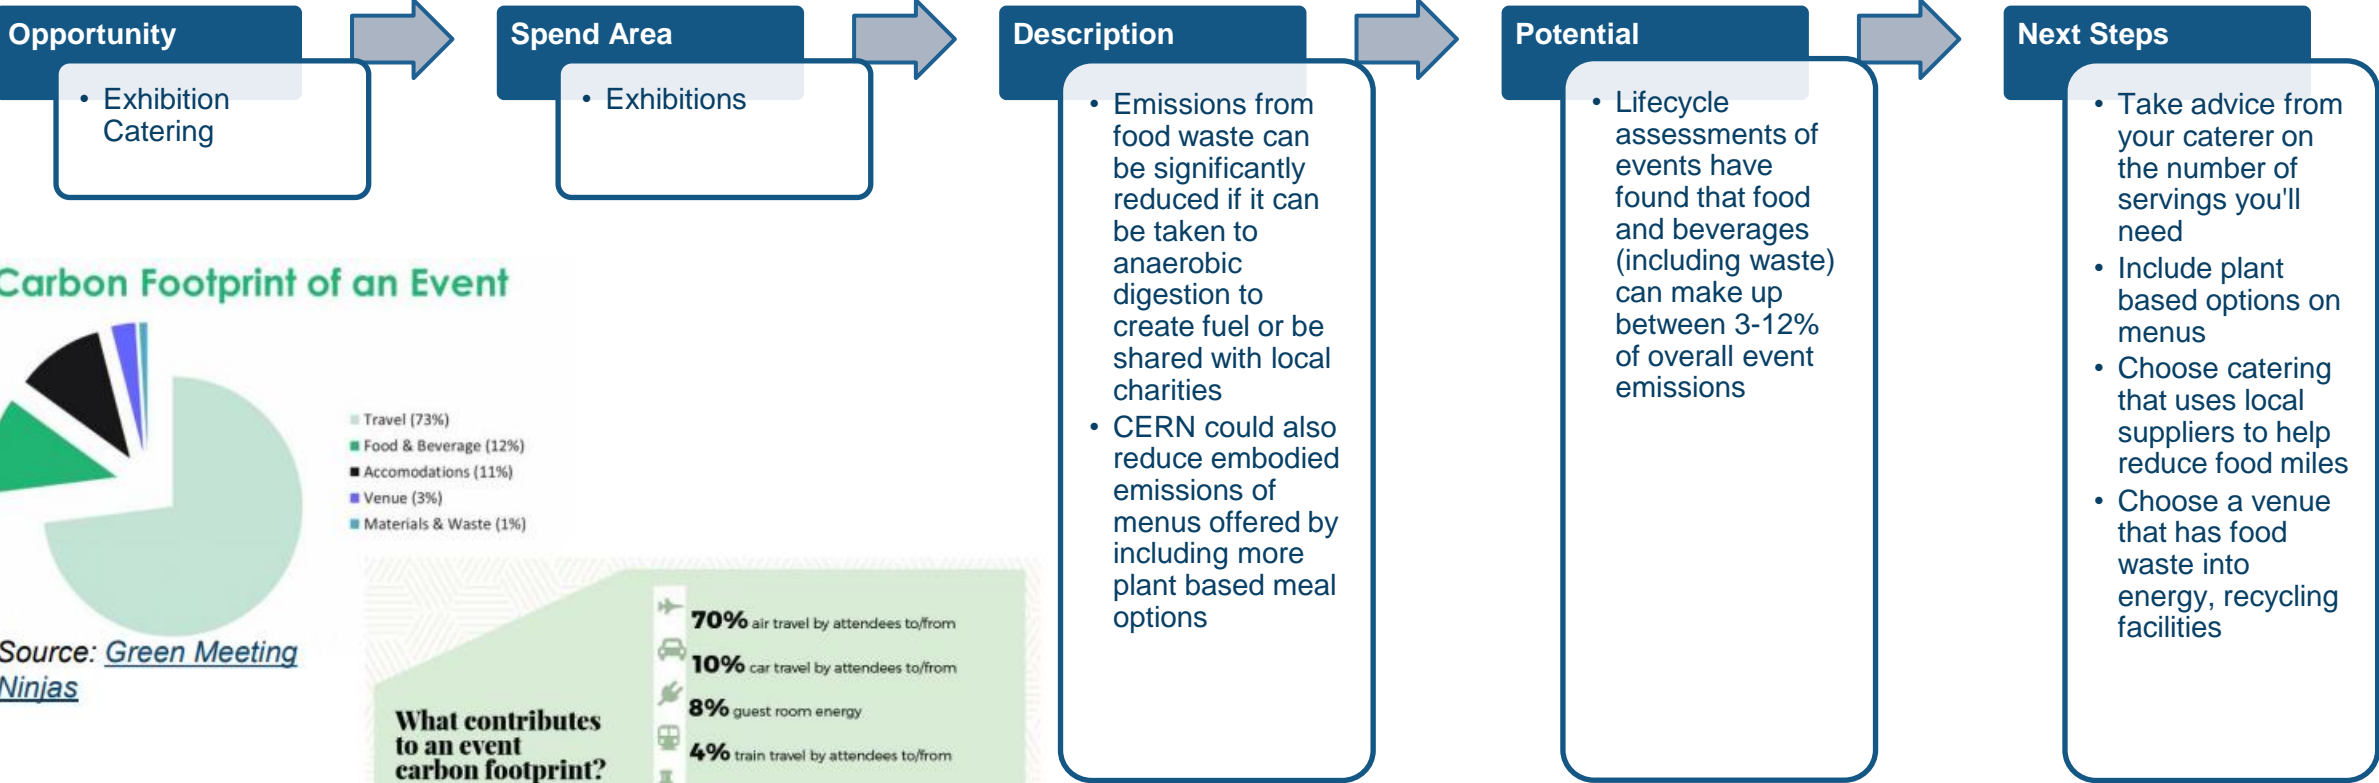 Opportunity
• Exhibition
Catering
Spend Area
• Exhibitions
Description
• Emissions from
food waste can
be significantly
reduced if it can
be taken to
anaerobic
digestion to
create fuel or be
shared with local
charities
• CERN could also
reduce embodied
emissions of
menus offered by
including more
plant based meal
options
Potential
• Lifecycle
assessments of
events have
found that food
and beverages
(including waste)
can make up
between 3-12%
of overall event
emissions
Next Steps
• Take advice from
your caterer on
the number of
servings you'll
need
• Include plant
based options on
menus
• Choose catering
that uses local
suppliers to help
reduce food miles
• Choose a venue
that has food
waste into
energy, recycling
facilities
Carbon Footprint of an Event
Travel (73%)
Food & Beverage (12%)
Accomodations (11%)
Venue (3%)
Materials & Waste (1%)
Source: Green Meeting
Ninjas
What contributes
to an event
carbon footprint?
70% air travel by attendees to/from
10% car travel by attendees to/from
8% guest room energy
4% train travel by attendees to/from